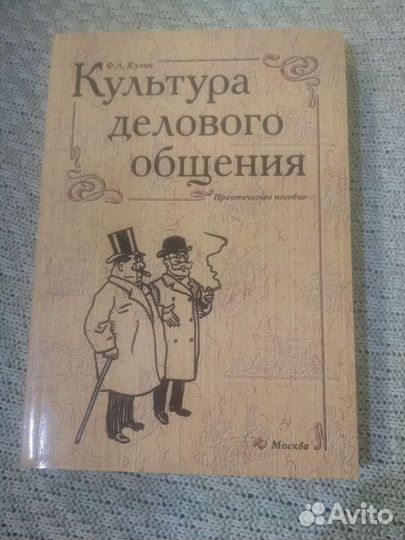 Ф.А. Кузин
Культура
делового
общения
Практическое пособие
Москва
Avito